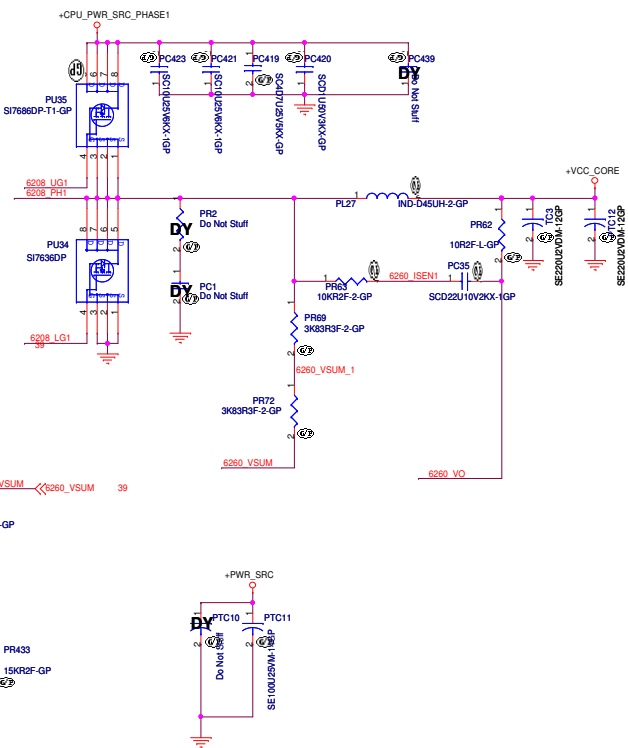 +CPU_PWR_SRC_PHASE1
PU35
SI7686DP-T1-GP
PC423
SC10U25V6KX-1GP
PC421
SC10U25V6KX-1GP
PC419
SC4D7U25V5KX-GP
PC420
SCD1U50V3KX-GP
PC439
DY
Do Not Stuff
6208_UG1
6208_PH1
PU34
SI7636DP
6208_LG1
39
PR2
Do Not Stuff
DY
PC1
Do Not Stuff
DY
PL27
IND-D45UH-2-GP
+VCC_CORE
PR62
10R2F-L-GP
TC3
SE220U2VDM-12GP
TC12
SE220U2VDM-12GP
PR63
10KR2F-2-GP
6260_ISEN1
PC35
SCD22U10V2KX-1GP
PR69
3K83R3F-2-GP
6260_VSUM_1
PR72
3K83R3F-2-GP
6260_VSUM
6260_VO
VSUM
6260_VSUM 39
-GP
+PWR_SRC
PTC10
DY
Do Not Stuff
PTC11
PR433
15KR2F-GP